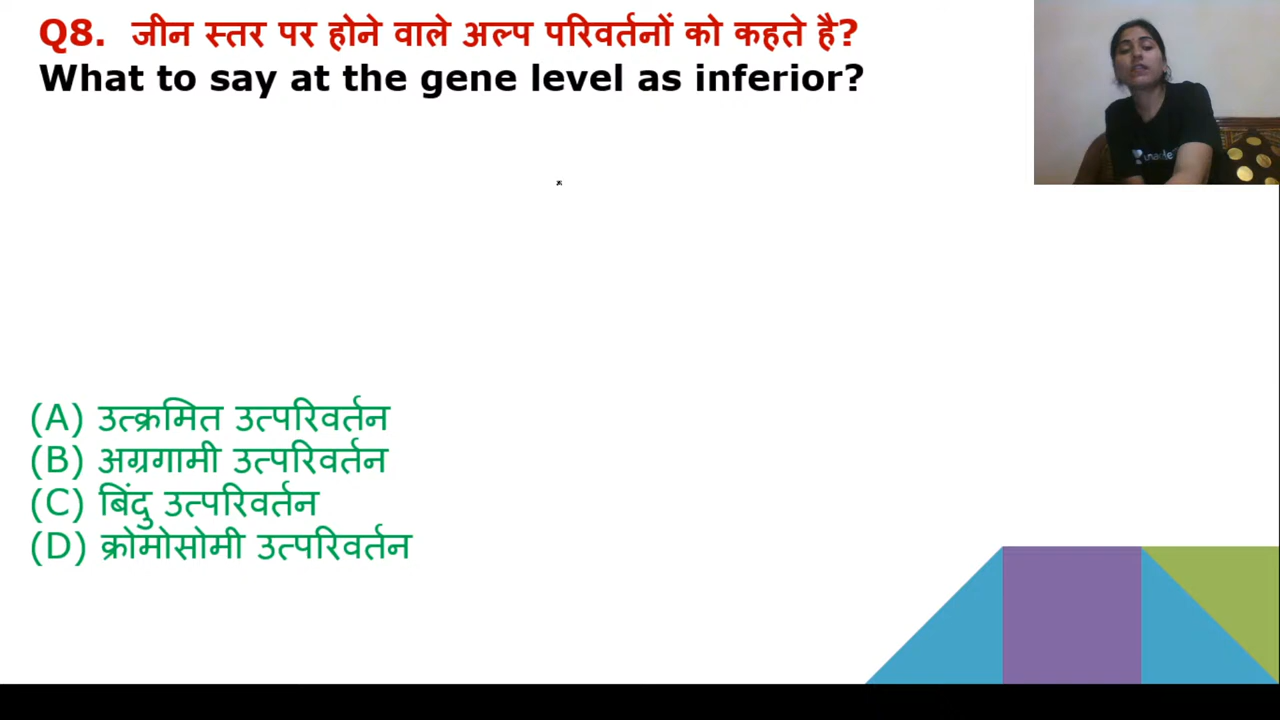 Q8. जीन स्तर पर होने वाले अल्प परिवर्तनों को कहते है?
What to say at the gene level as inferior?
(A) उत्क्रमित उत्परिवर्तन
(B) अग्रगामी उत्परिवर्तन
(C) बिंदु उत्परिवर्तन
(D) क्रोमोसोमी उत्परिवर्तन